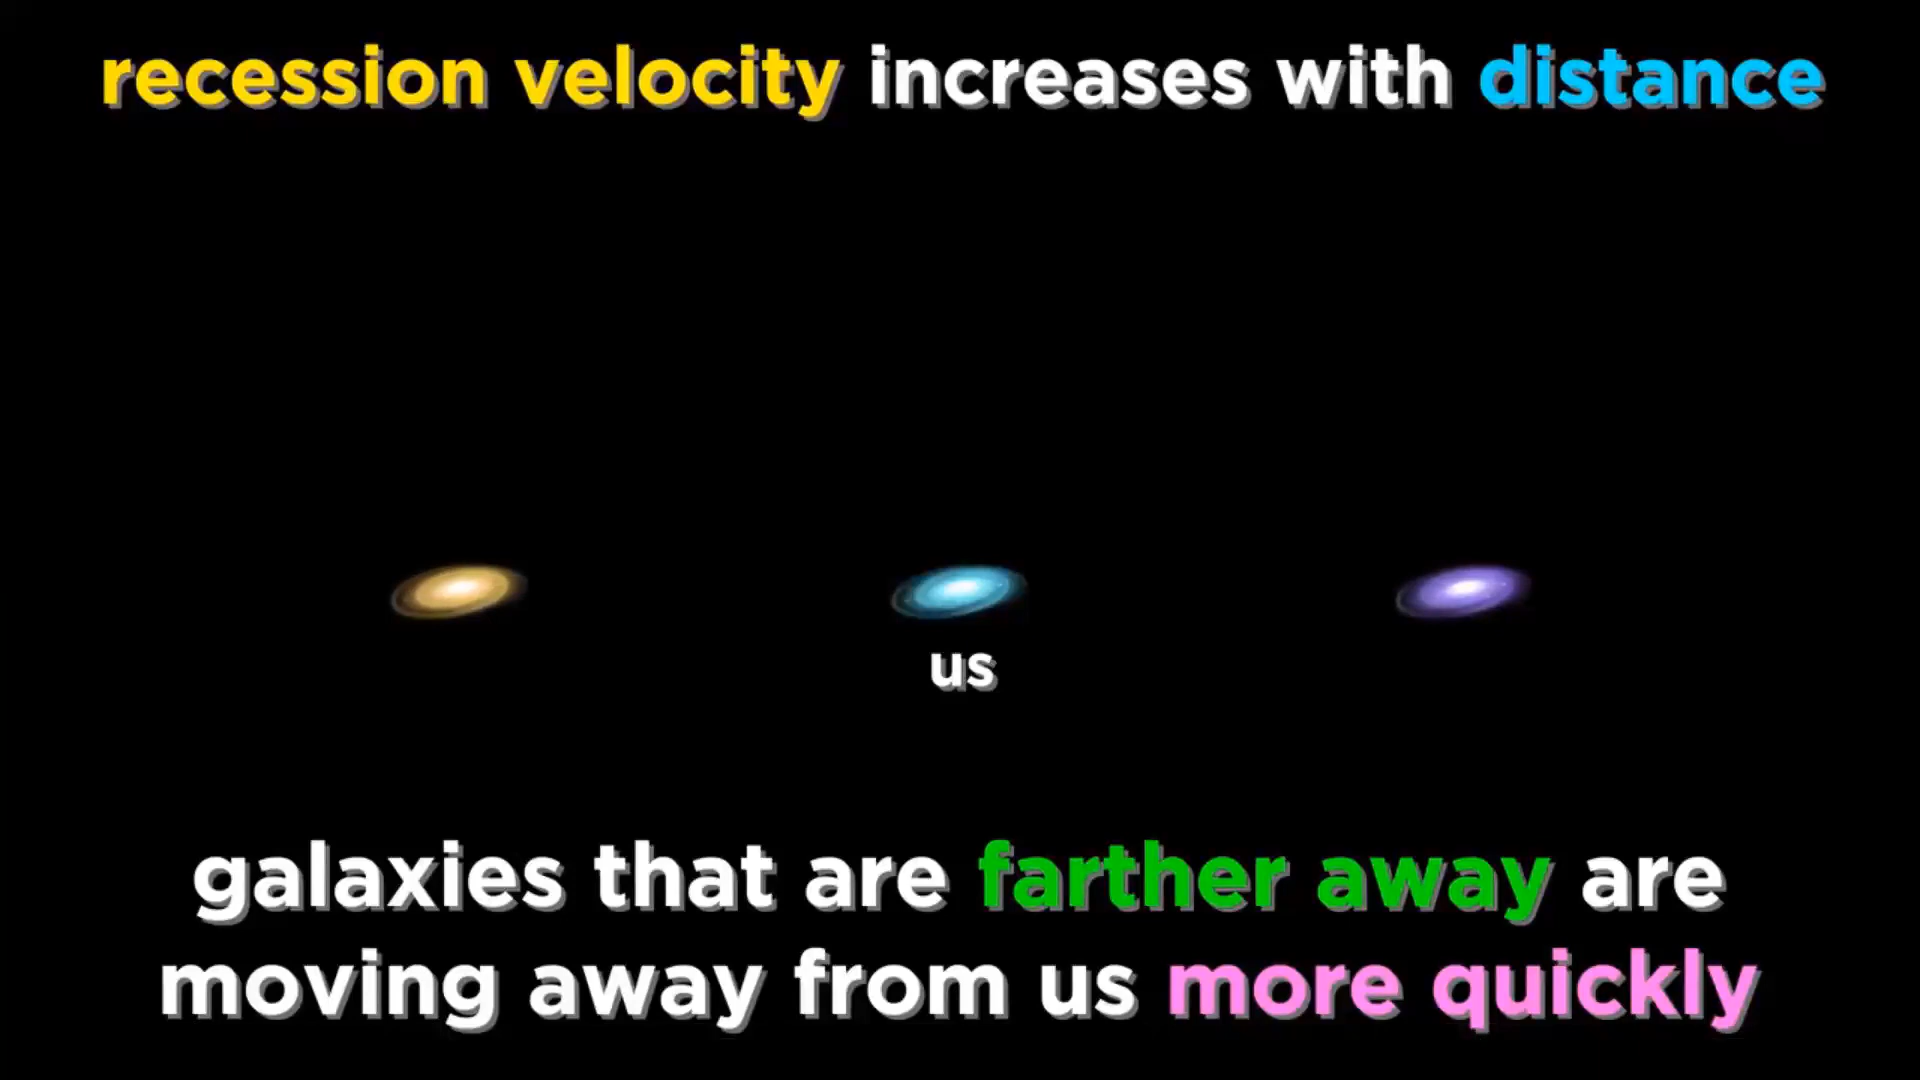 recession velocity increases with distance
us
galaxies that are farther away are
moving away from us more quickly